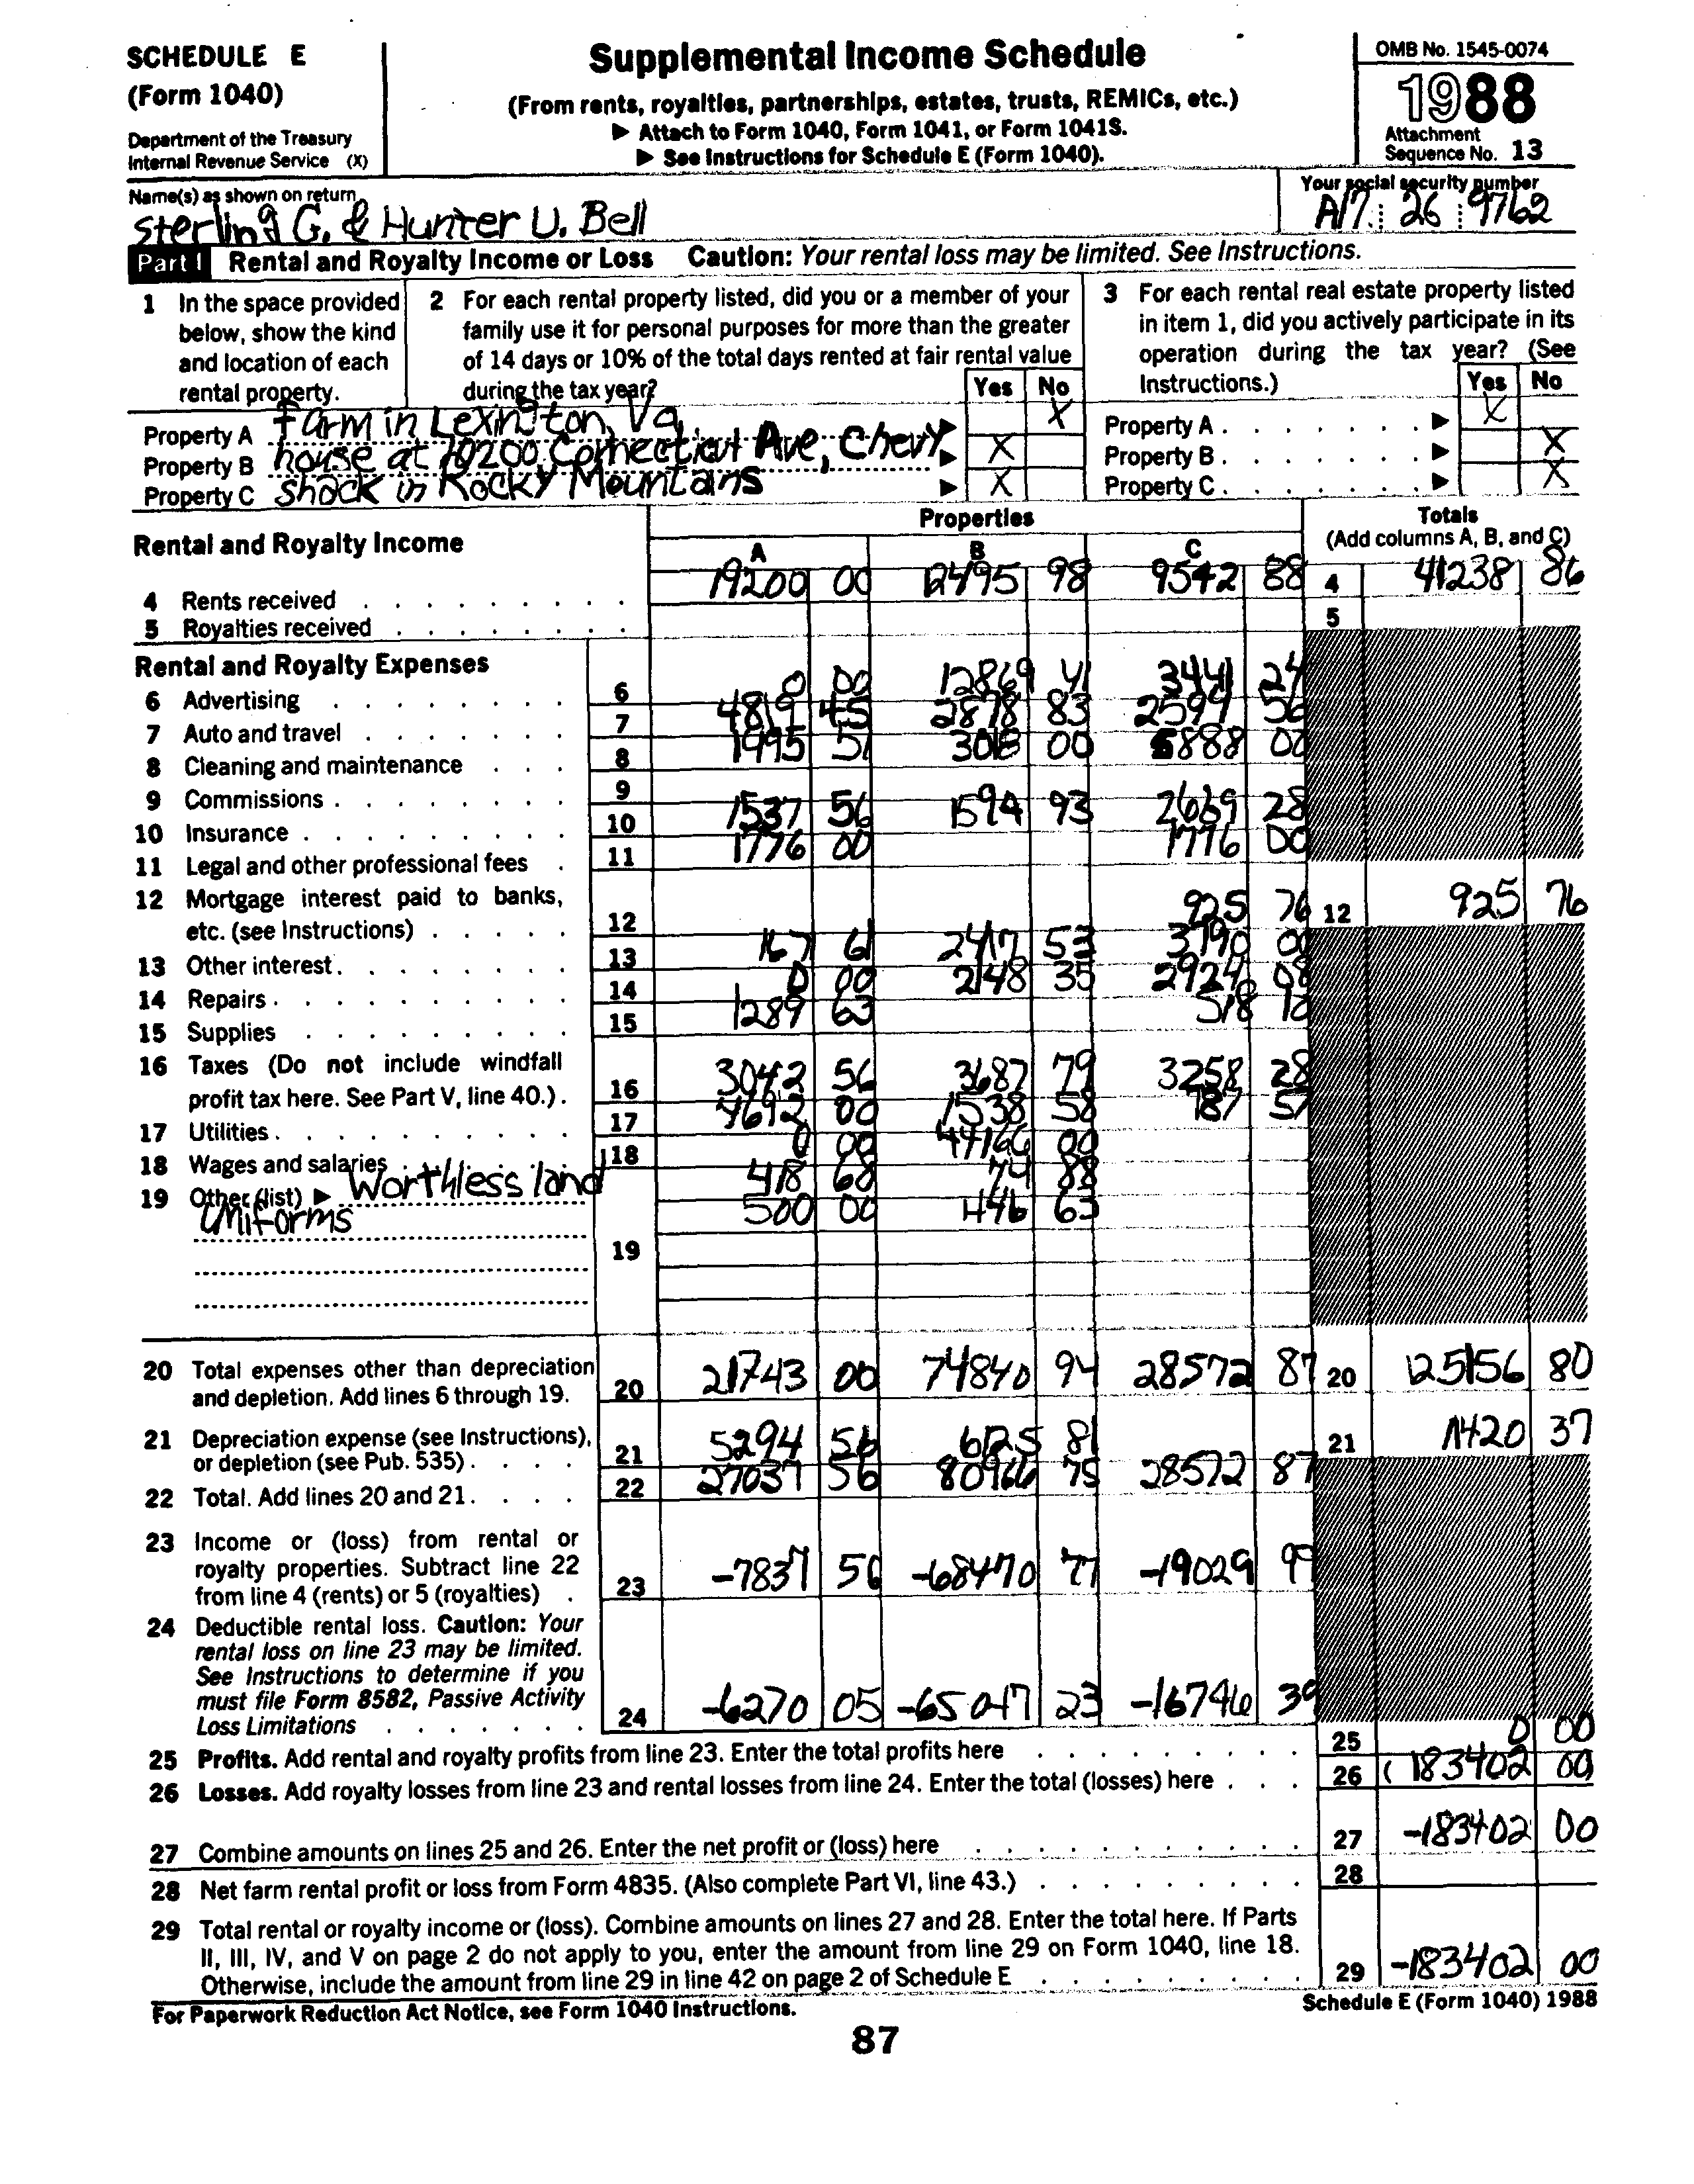 SCHEDULE E
(Form 1040)
Department of the Treasury
Internal Revenue Service (X)
Supplemental Income Schedule
(From rents, royalties, partnerships, estates, trusts, REMICs, etc.)
▶ Attach to Form 1040, Form 1041, or Form 1041S.
▶ See Instructions for Schedule E (Form 1040).
OMB No. 1545-0074
1988
Attachment
Sequence No. 13
Name(s) as shown on return
Sterling G. & Hunter U. Bell
Your social security number
A17 26 9762
Part I Rental and Royalty Income or Loss Caution: Your rental loss may be limited. See Instructions.
1 In the space provided below, show the kind and location of each rental property.
2 For each rental property listed, did you or a member of your family use it for personal purposes for more than the greater of 14 days or 10% of the total days rented at fair rental value during the tax year? Yes No
3 For each rental real estate property listed in item 1, did you actively participate in its operation during the tax year? (See Instructions.) Yes No
Property A farm in Lexington, Va, ▶ X Property A ▶ X
Property B house at 10200 Connecticut Ave, Chevy ▶ X Property B ▶ X
Property C shack in Rocky Mountains ▶ X Property C ▶ X
Rental and Royalty Income
Properties
A B C
Totals
(Add columns A, B, and C)
4 Rents received 19200 00 12495 98 9542 88 4 41238 86
5 Royalties received 5
Rental and Royalty Expenses
6 Advertising 6 0 00 12869 41 3441 24
7 Auto and travel 7 4819 45 2878 83 2599 56
8 Cleaning and maintenance 8 1995 51 3018 00 5888 00
9 Commissions 9
10 Insurance 10 1537 56 1594 93 2669 28
11 Legal and other professional fees 11 1776 00 1776 00
12 Mortgage interest paid to banks, etc. (see Instructions) 12 925 76 12 925 76
13 Other interest 13 167 61 2417 53 3790 00
14 Repairs 14 0 00 2148 35 2924 08
15 Supplies 15 1289 63 518 10
16 Taxes (Do not include windfall profit tax here. See Part V, line 40.) 16 3042 56 3687 79 3258 28
17 Utilities 17 4692 00 1538 58 787 57
18 Wages and salaries 18 0 00 44166 00
19 Other (list) ▶ Worthless land 418 68 74 88
Uniforms 500 00 446 63
19
20 Total expenses other than depreciation and depletion. Add lines 6 through 19. 20 21743 00 74840 94 28572 87 20 125156 80
21 Depreciation expense (see Instructions), or depletion (see Pub. 535) 21 5294 56 6125 81 21 11420 37
22 Total. Add lines 20 and 21. 22 27037 56 80966 75 28572 87
23 Income or (loss) from rental or royalty properties. Subtract line 22 from line 4 (rents) or 5 (royalties) 23 -7837 56 -68470 77 -19029 99
24 Deductible rental loss. Caution: Your rental loss on line 23 may be limited. See Instructions to determine if you must file Form 8582, Passive Activity Loss Limitations 24 -6270 05 -65047 23 -16746 39
25 Profits. Add rental and royalty profits from line 23. Enter the total profits here 25 0 00
26 Losses. Add royalty losses from line 23 and rental losses from line 24. Enter the total (losses) here 26 (183402 00)
27 Combine amounts on lines 25 and 26. Enter the net profit or (loss) here 27 -183402 00
28 Net farm rental profit or loss from Form 4835. (Also complete Part VI, line 43.) 28
29 Total rental or royalty income or (loss). Combine amounts on lines 27 and 28. Enter the total here. If Parts II, III, IV, and V on page 2 do not apply to you, enter the amount from line 29 on Form 1040, line 18. Otherwise, include the amount from line 29 in line 42 on page 2 of Schedule E 29 -183402 00
For Paperwork Reduction Act Notice, see Form 1040 Instructions.
Schedule E (Form 1040) 1988
87